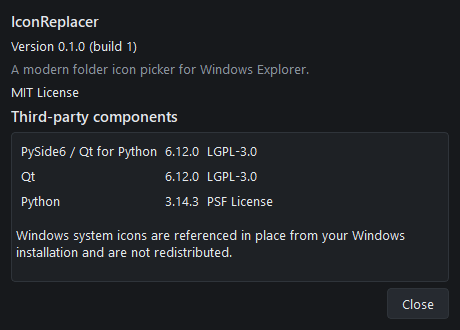 IconReplacer
Version 0.1.0 (build 1)
A modern folder icon picker for Windows Explorer.
MIT License
Third-party components
PySide6 / Qt for Python 6.12.0 LGPL-3.0
Qt 6.12.0 LGPL-3.0
Python 3.14.3 PSF License
Windows system icons are referenced in place from your Windows
installation and are not redistributed.
Close